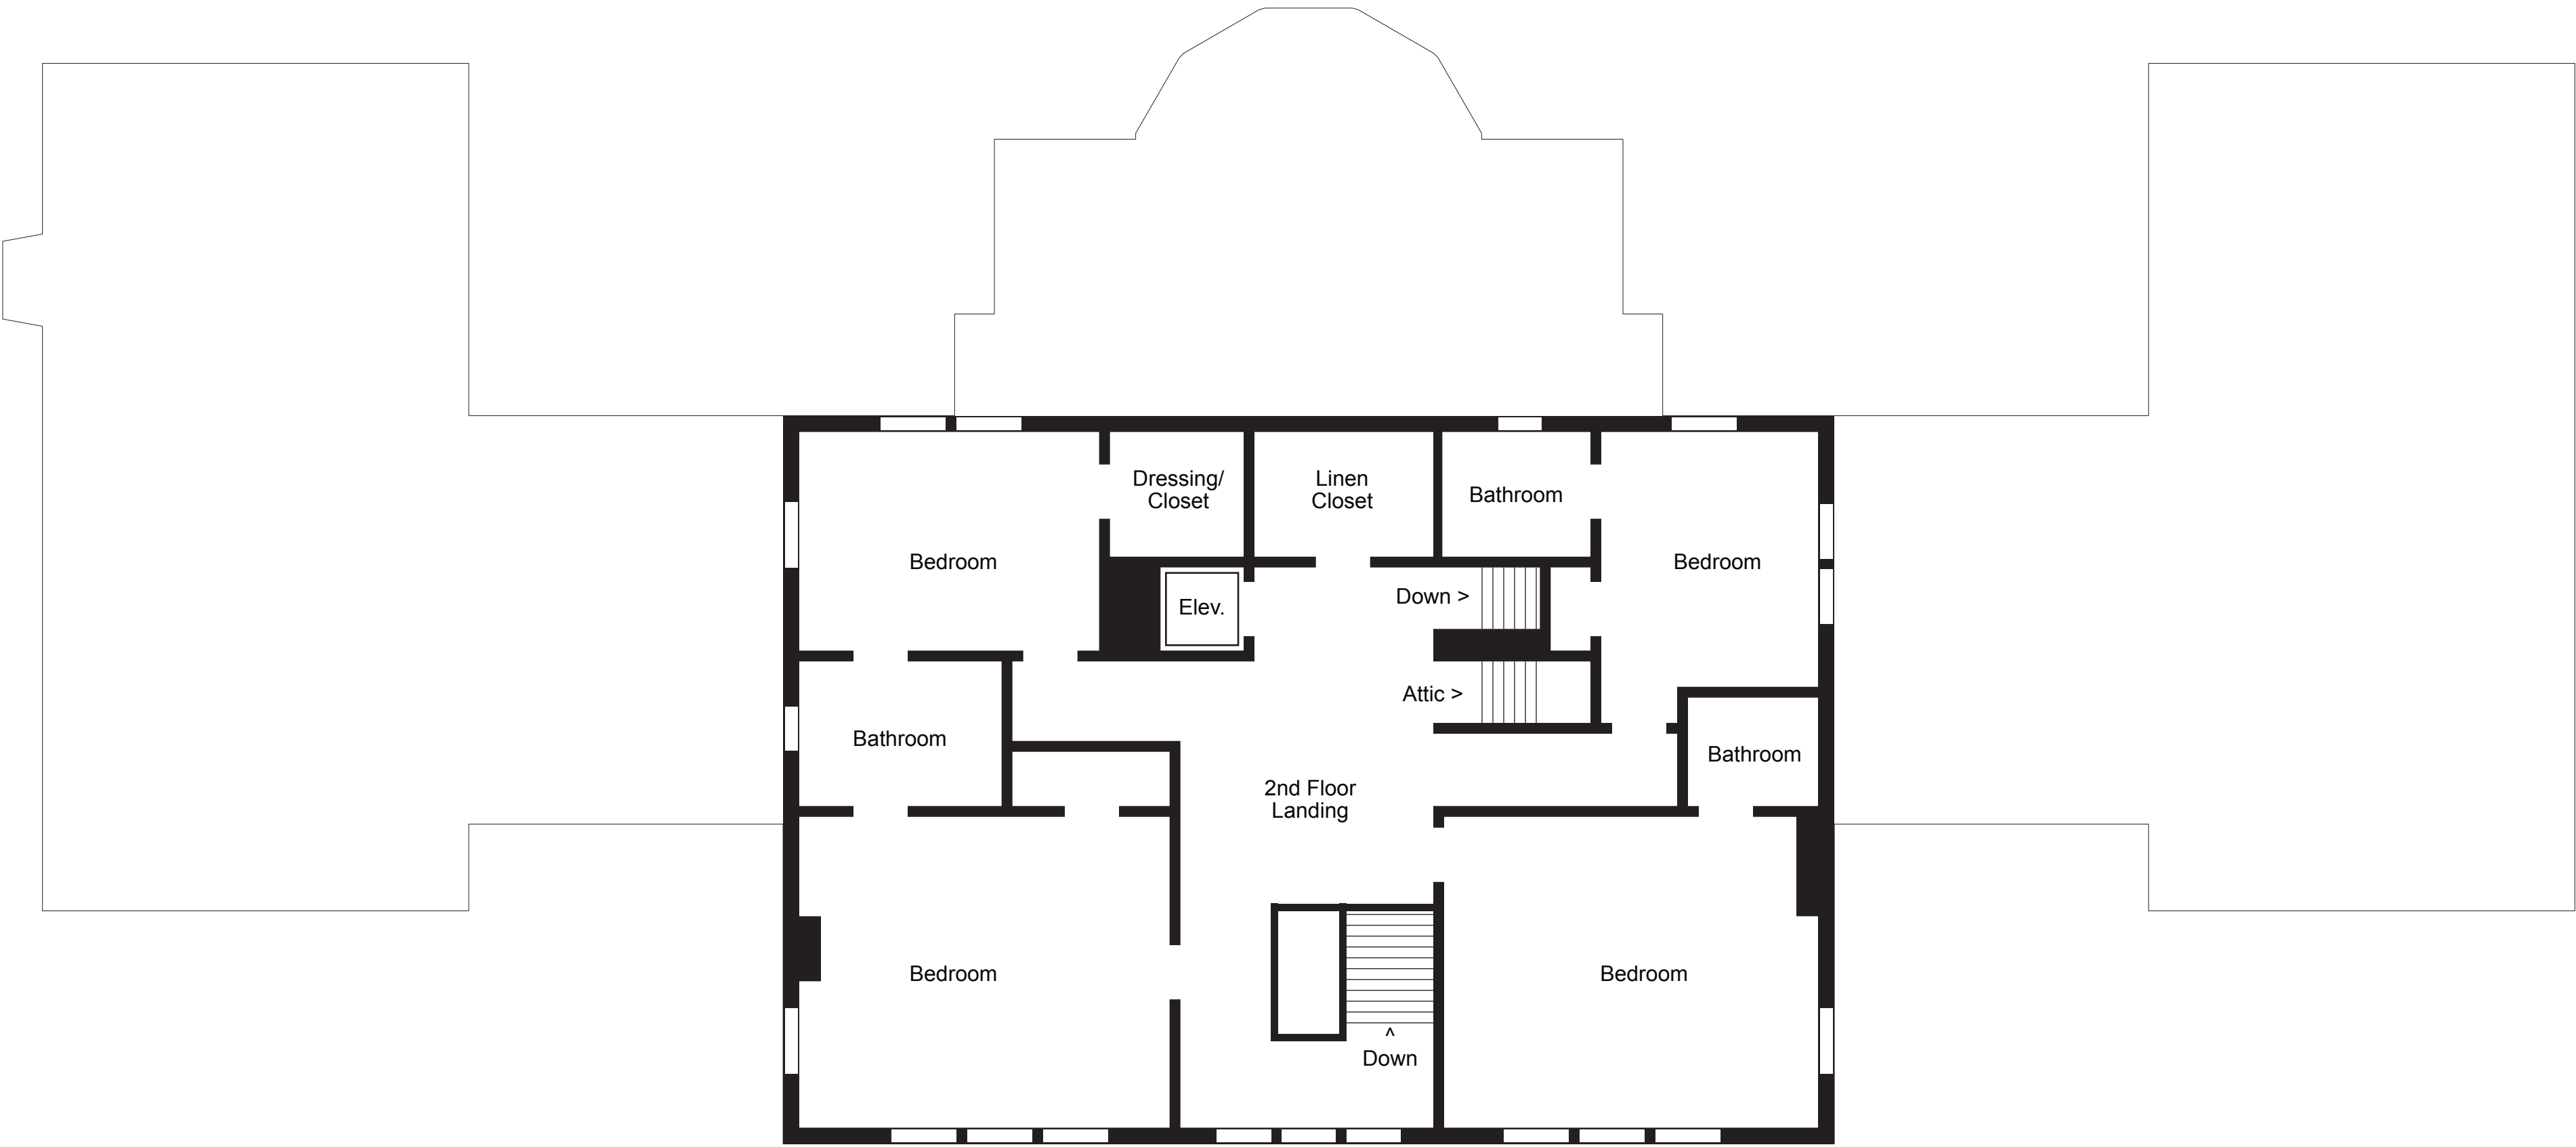 Dressing/
Closet
Linen
Closet
Bathroom
Bedroom
Bedroom
Elev.
Down >
Attic >
Bathroom
Bathroom
2nd Floor
Landing
Bedroom
Bedroom
^
Down